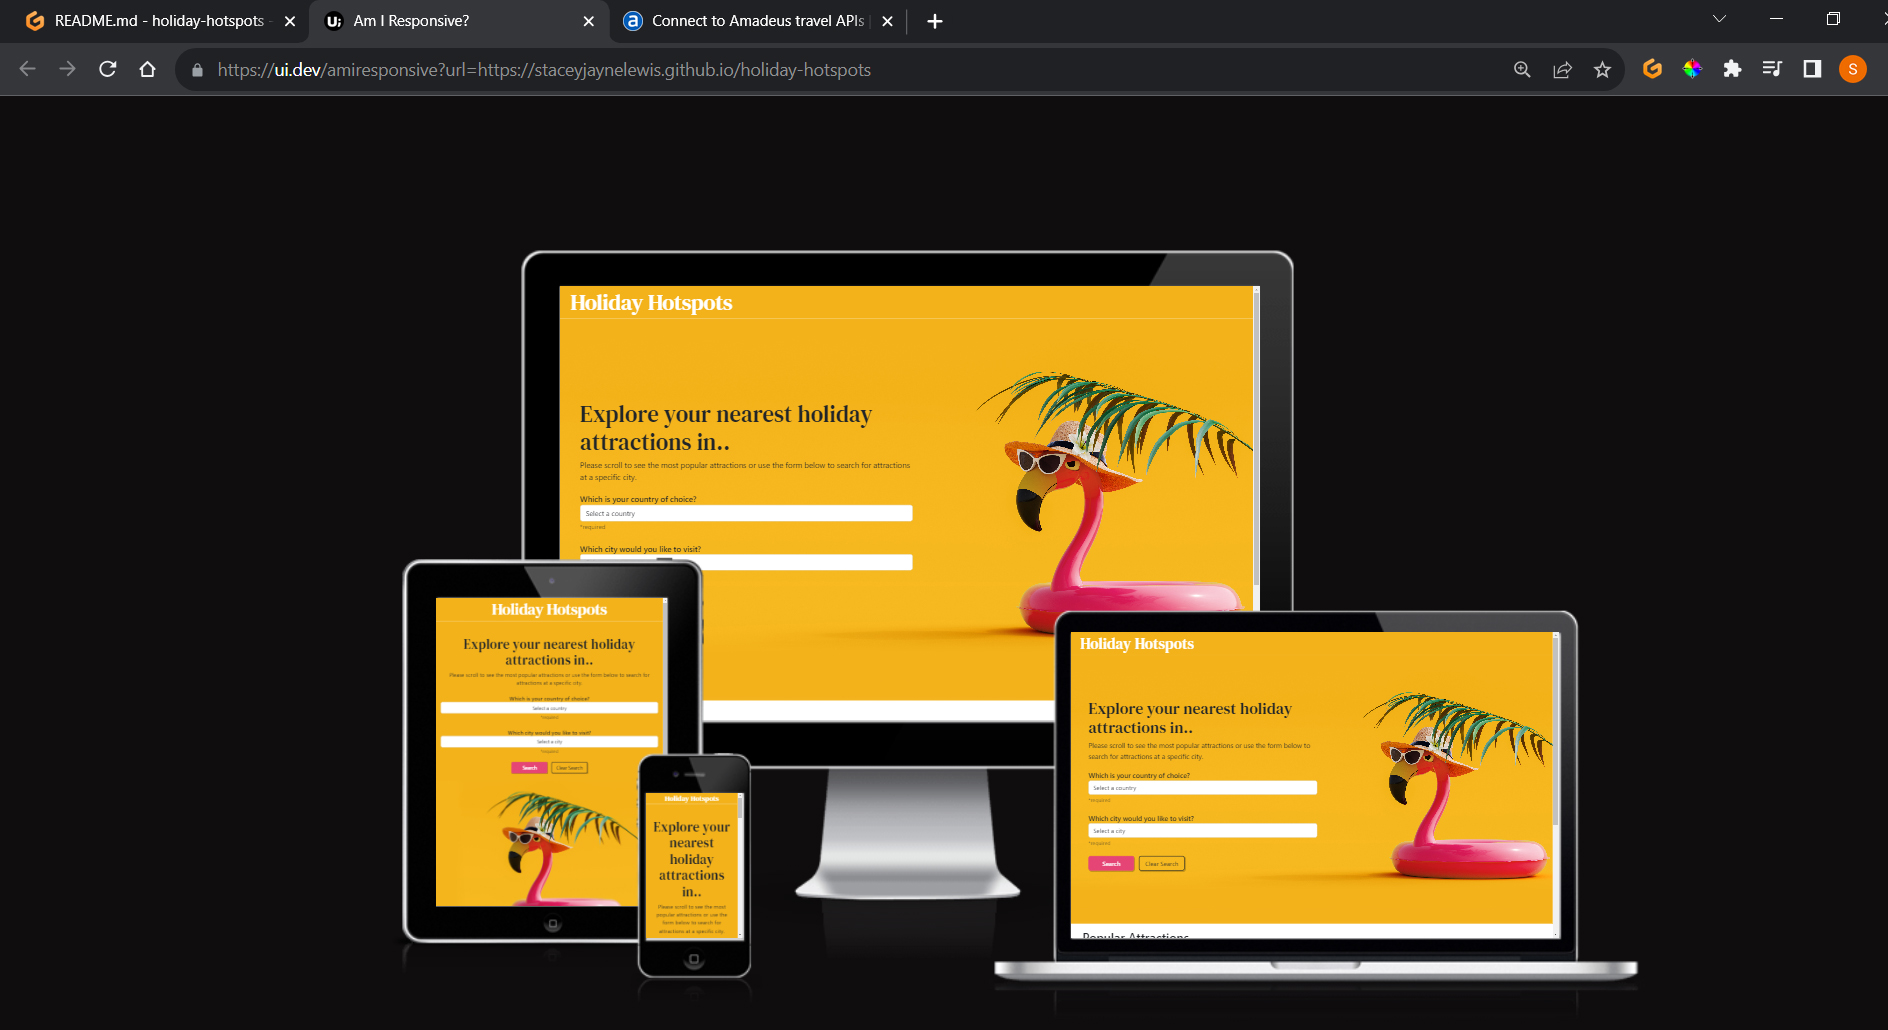 README.md - holiday-hotspots -
Am I Responsive?
Connect to Amadeus travel APIs
https://ui.dev/amiresponsive?url=https://staceyjaynelewis.github.io/holiday-hotspots
S
Holiday Hotspots
Explore your nearest holiday
attractions in..
Please scroll to see the most popular attractions or use the form below to search for attractions
at a specific city.
Which is your country of choice?
Select a country
*required
Which city would you like to visit?
Holiday Hotspots
Explore your nearest holiday
attractions in..
Please scroll to see the most popular attractions or use the form below to search for
attractions at a specific city.
Which is your country of choice?
Select a country
*required
Which city would you like to visit?
Select a city
*required
Search Clear Search
Holiday Hotspots
Explore your
nearest
holiday
attractions
in..
Please scroll to see the most
popular attractions or use the
form below to search for
attractions at a specific city.
Holiday Hotspots
Explore your nearest holiday
attractions in..
Please scroll to see the most popular attractions or use the form below to
search for attractions at a specific city.
Which is your country of choice?
Select a country
*required
Which city would you like to visit?
Select a city
*required
Search Clear Search
Popular Attractions